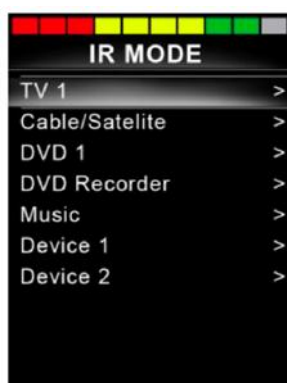 IR MODE
TV 1 >
Cable/Satelite >
DVD 1 >
DVD Recorder >
Music >
Device 1 >
Device 2 >